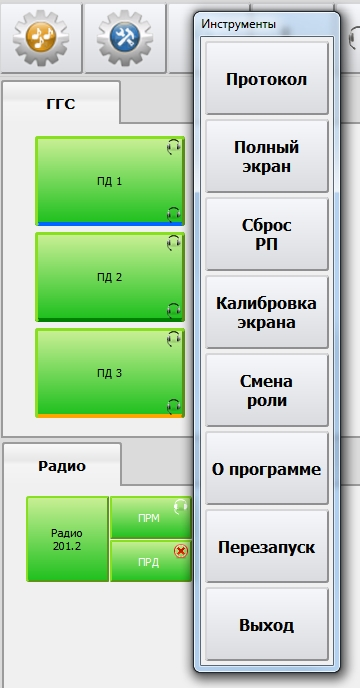 Инструменты
Протокол
Полный
экран
Сброс
РП
Калибровка
экрана
Смена
роли
О программе
Перезапуск
Выход
ГГС
ПД 1
ПД 2
ПД 3
Радио
Радио
201.2
ПРМ
ПРД